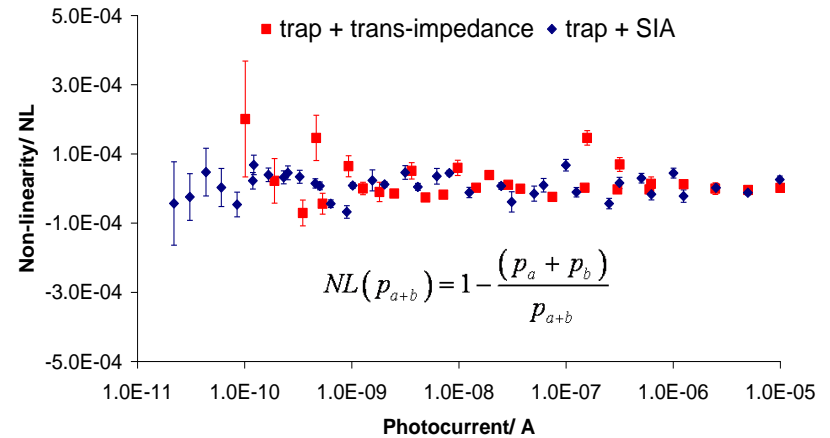 5.0E-04
trap + trans-impedance trap + SIA
3.0E-04
1.0E-04
-1.0E-04
-3.0E-04
-5.0E-04
Non-linearity/ NL
NL(p_{a+b}) = 1 - \frac{(p_a + p_b)}{p_{a+b}}
1.0E-11 1.0E-10 1.0E-09 1.0E-08 1.0E-07 1.0E-06 1.0E-05
Photocurrent/ A